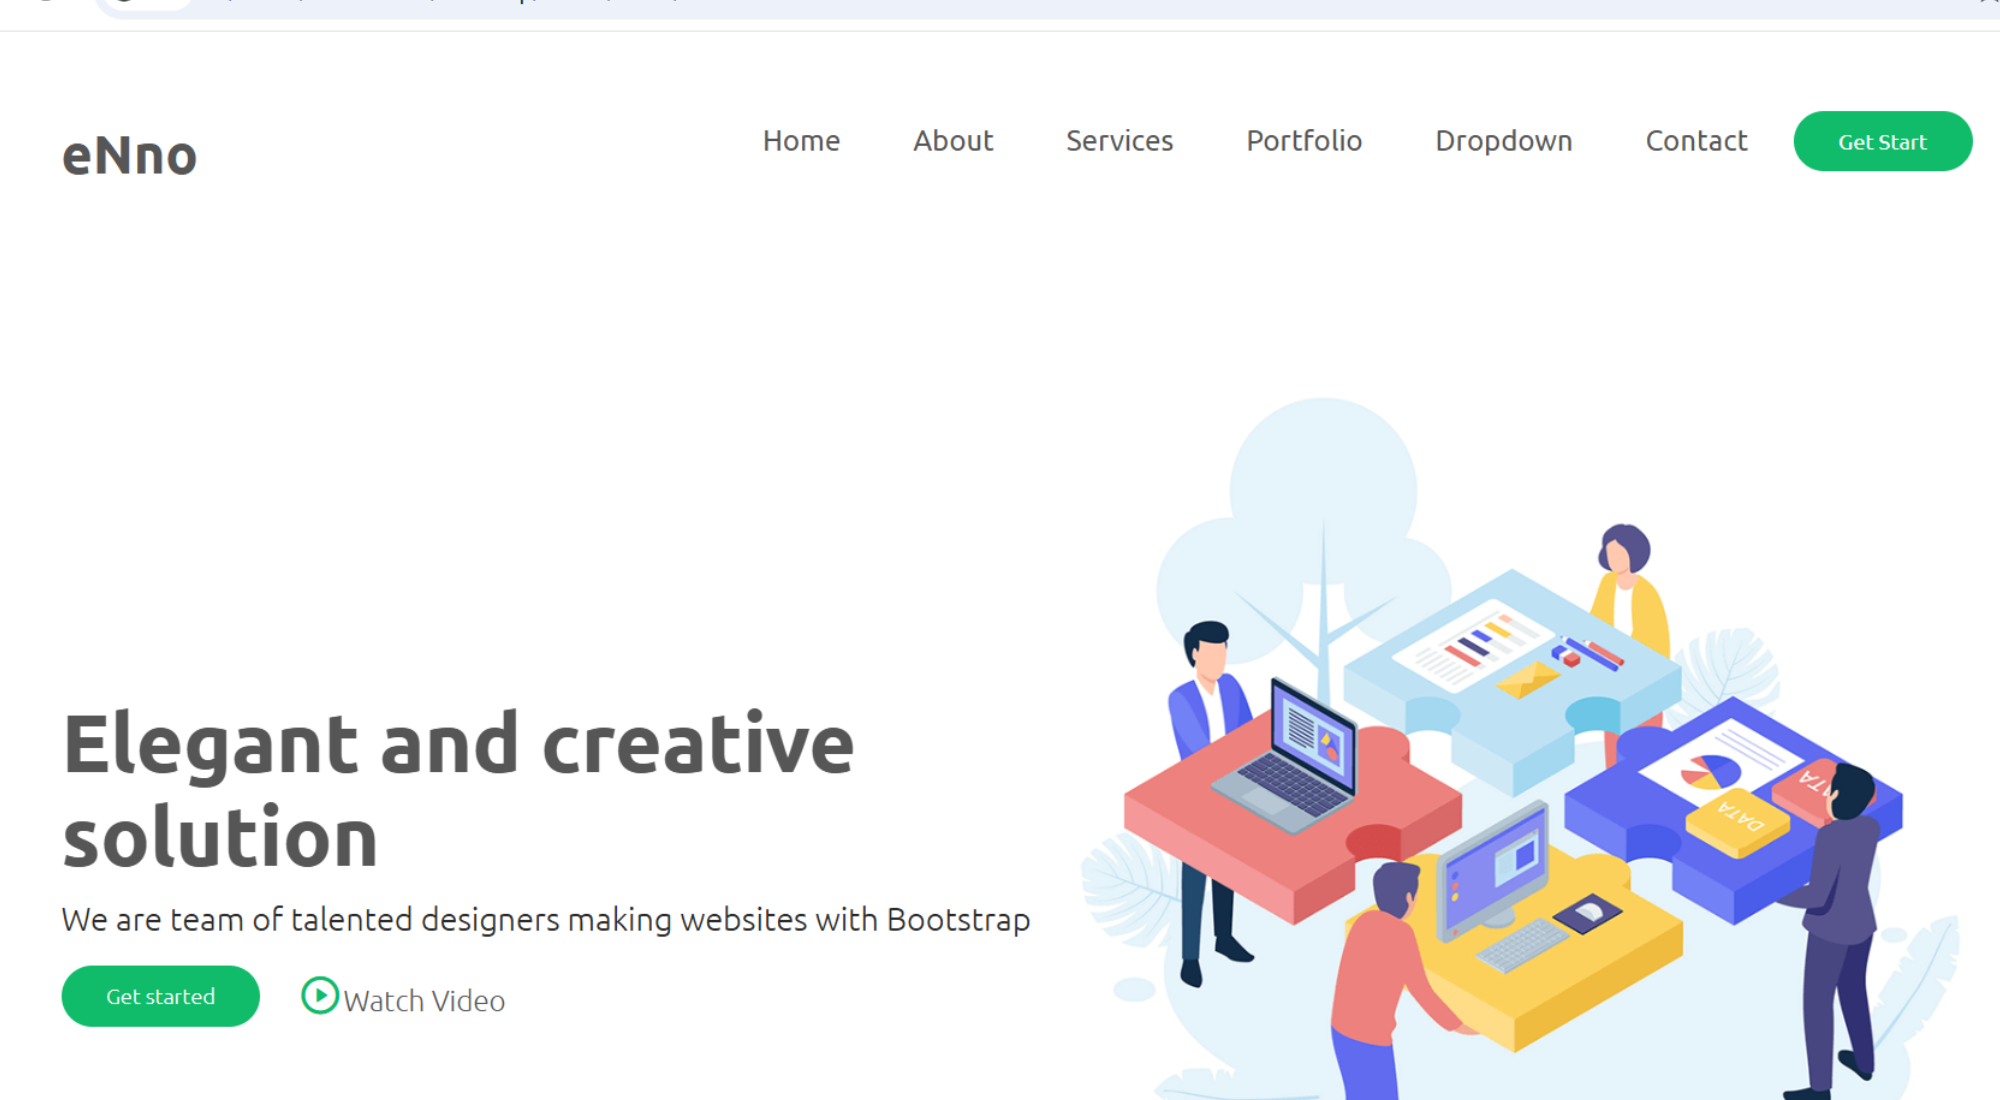 eNno
Home About Services Portfolio Dropdown Contact Get Start
Elegant and creative
solution
We are team of talented designers making websites with Bootstrap
Get started Watch Video
DATA
DATA